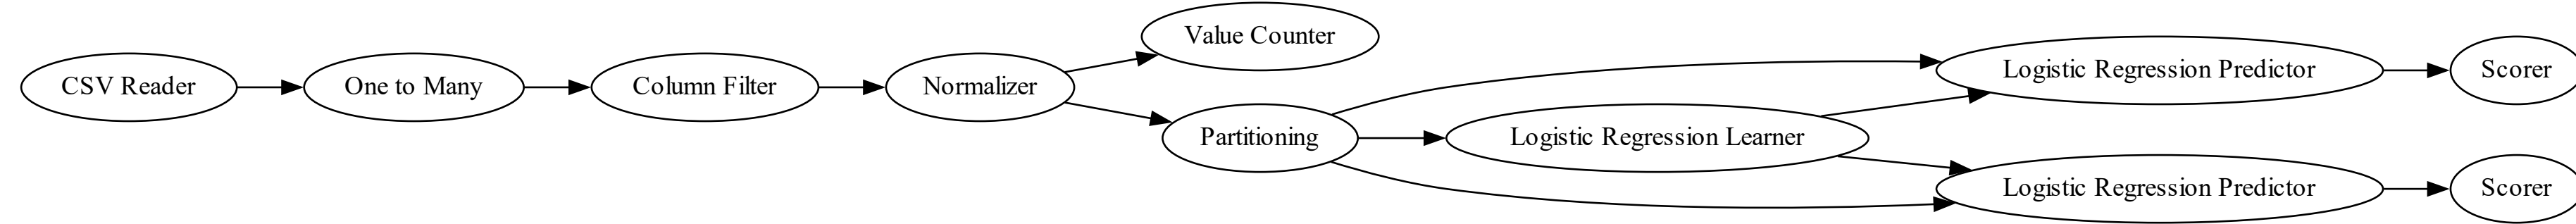 CSV Reader
One to Many
Column Filter
Normalizer
Value Counter
Partitioning
Logistic Regression Learner
Logistic Regression Predictor
Scorer
Logistic Regression Predictor
Scorer